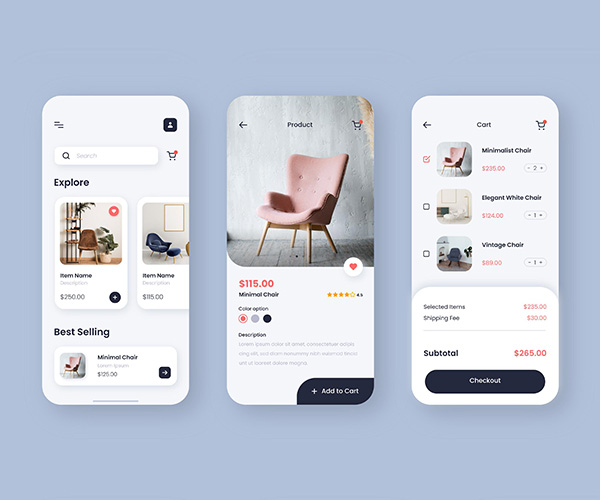 Search
Explore
Item Name
Description
$250.00
Item Name
Description
$115.00
Best Selling
Minimal Chair
Lorem Ipsum
$125.00
Product
$115.00
Minimal Chair
4.5
Color option
Description
Lorem ipsum dolor sit amet, consectetuer
adipiscing elit, sed diam nonummy nibh
euismod tincidunt ut laoreet dolore
magna aliquam erat volutpat.
+ Add to Cart
Cart
Minimalist Chair
$235.00
- 2 +
Elegant White Chair
$124.00
- 1 +
Vintage Chair
$89.00
- 1 +
Selected Items $235.00
Shipping Fee $30.00
Subtotal $265.00
Checkout